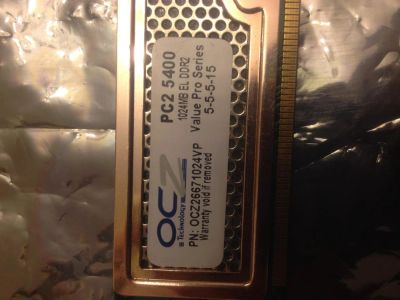 OCZ
Technology
PC2 5400
1024MB EL DDR2
Value Pro Series
5-5-5-15
PN: OCZ26671024VP
Warranty void if removed